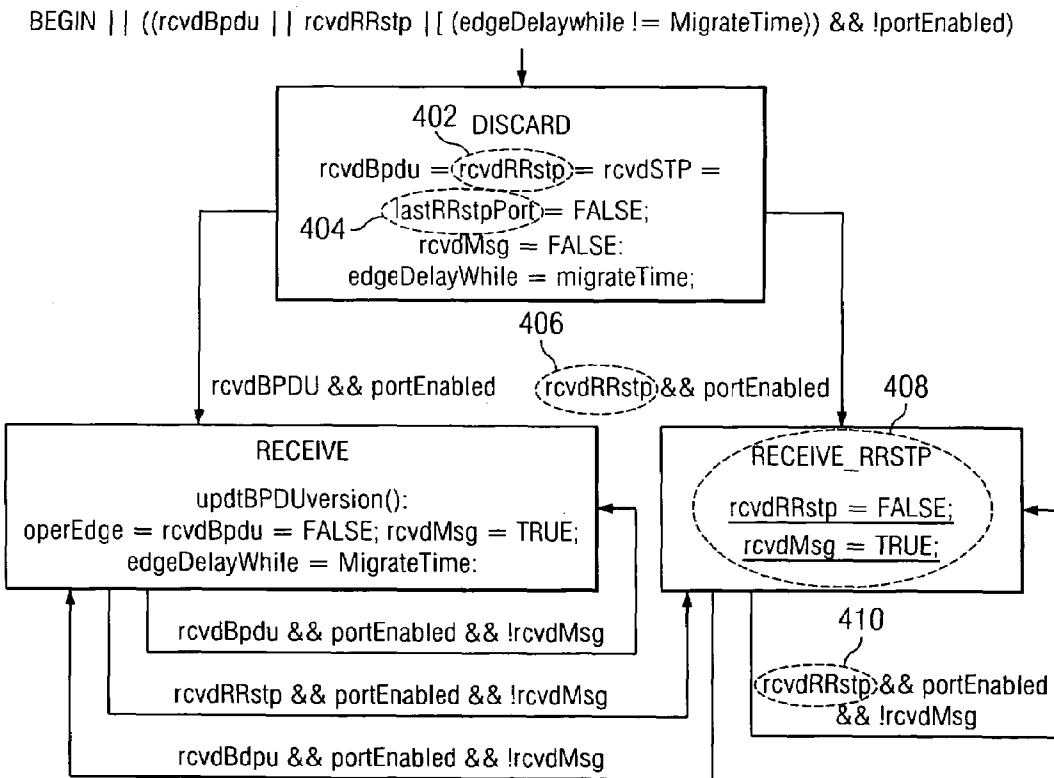 BEGIN || ((rcvdBpdu || rcvdRRstp |[ (edgeDelaywhile != MigrateTime)) && !portEnabled)
402
DISCARD
rcvdBpdu = rcvdRRstp = rcvdSTP =
lastRRstpPort = FALSE;
404
rcvdMsg = FALSE:
edgeDelayWhile = migrateTime;
406
rcvdBPDU && portEnabled
rcvdRRstp && portEnabled
408
RECEIVE
updtBPDUversion():
operEdge = rcvdBpdu = FALSE; rcvdMsg = TRUE;
edgeDelayWhile = MigrateTime:
RECEIVE_RRSTP
rcvdRRstp = FALSE;
rcvdMsg = TRUE;
rcvdBpdu && portEnabled && !rcvdMsg
410
rcvdRRstp && portEnabled && !rcvdMsg
rcvdRRstp && portEnabled
&& !rcvdMsg
rcvdBdpu && portEnabled && !rcvdMsg